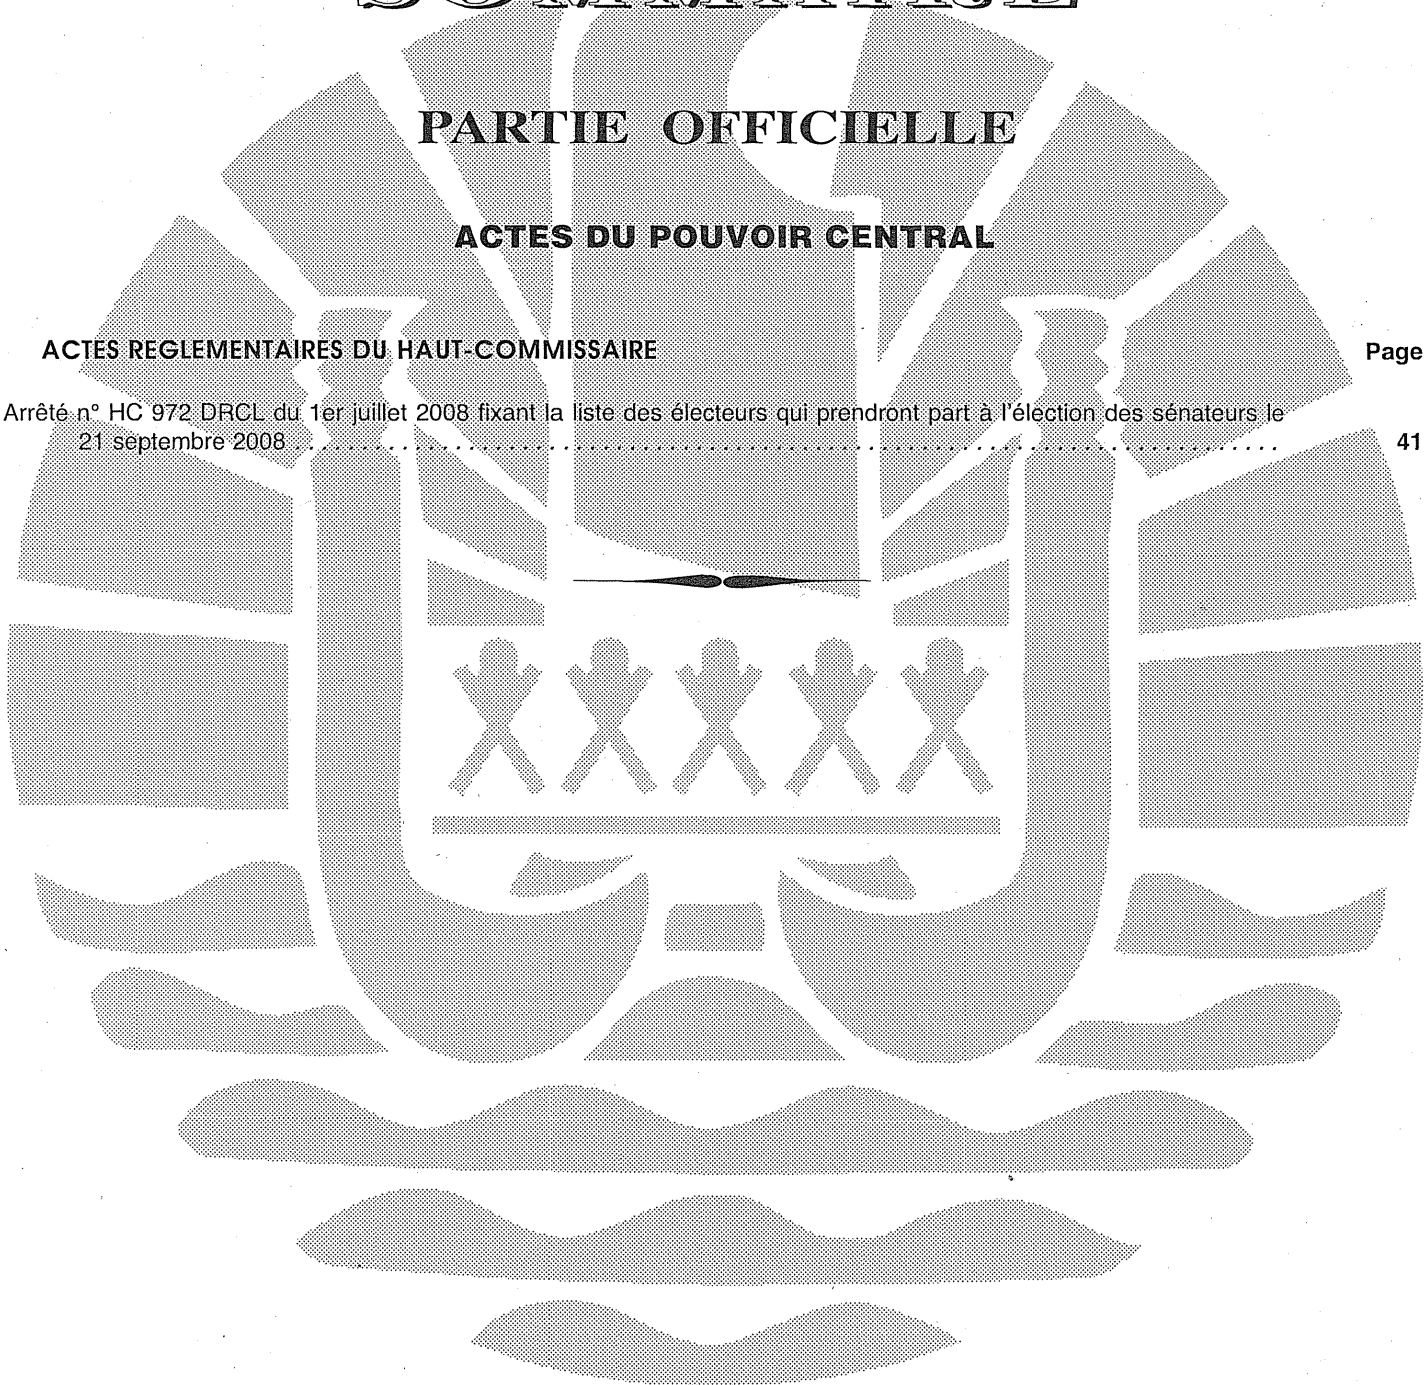 SOMMAIRE
PARTIE OFFICIELLE
ACTES DU POUVOIR CENTRAL
ACTES REGLEMENTAIRES DU HAUT-COMMISSAIRE Page
Arrêté n° HC 972 DRCL du 1er juillet 2008 fixant la liste des électeurs qui prendront part à l'élection des sénateurs le
21 septembre 2008 . . . . . . . . . . . . . . . . . . . . . . . . . . . . . . . . . . . . . . . . 41